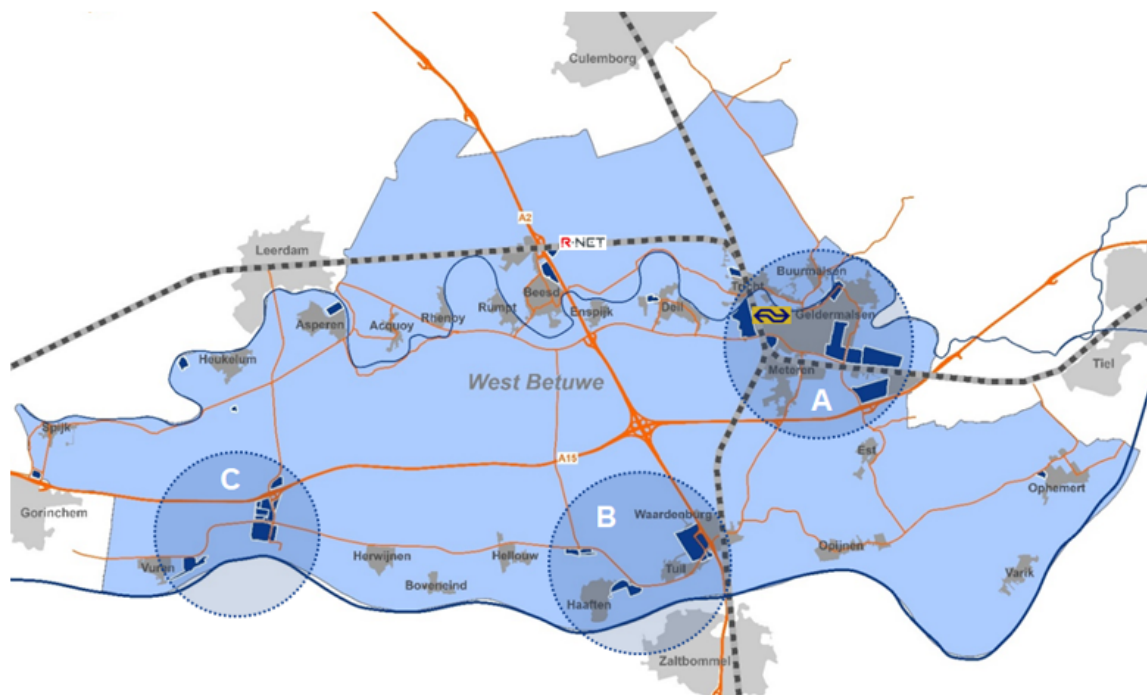 Culemborg
A2
R-NET
Leerdam
Buurmalsen
Tricht
Geldermalsen
Beesd
Rumpt
Enspijk
Deil
Rhenoy
Acquoy
Asperen
Heukelum
Meteren
Tiel
West Betuwe
A
Spijk
Est
A15
C
Ophemert
Gorinchem
B
Waardenburg
Opijnen
Herwijnen
Hellouw
Vuren
Tuil
Varik
Boveneind
Haaften
Zaltbommel